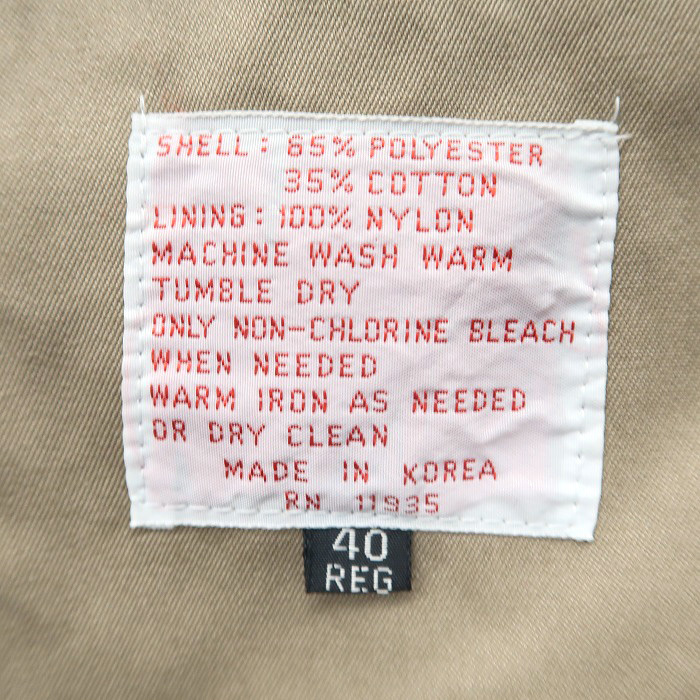 SHELL: 65% POLYESTER
35% COTTON
LINING: 100% NYLON
MACHINE WASH WARM
TUMBLE DRY
ONLY NON-CHLORINE BLEACH
WHEN NEEDED
WARM IRON AS NEEDED
OR DRY CLEAN
MADE IN KOREA
RN 11935
40
REG